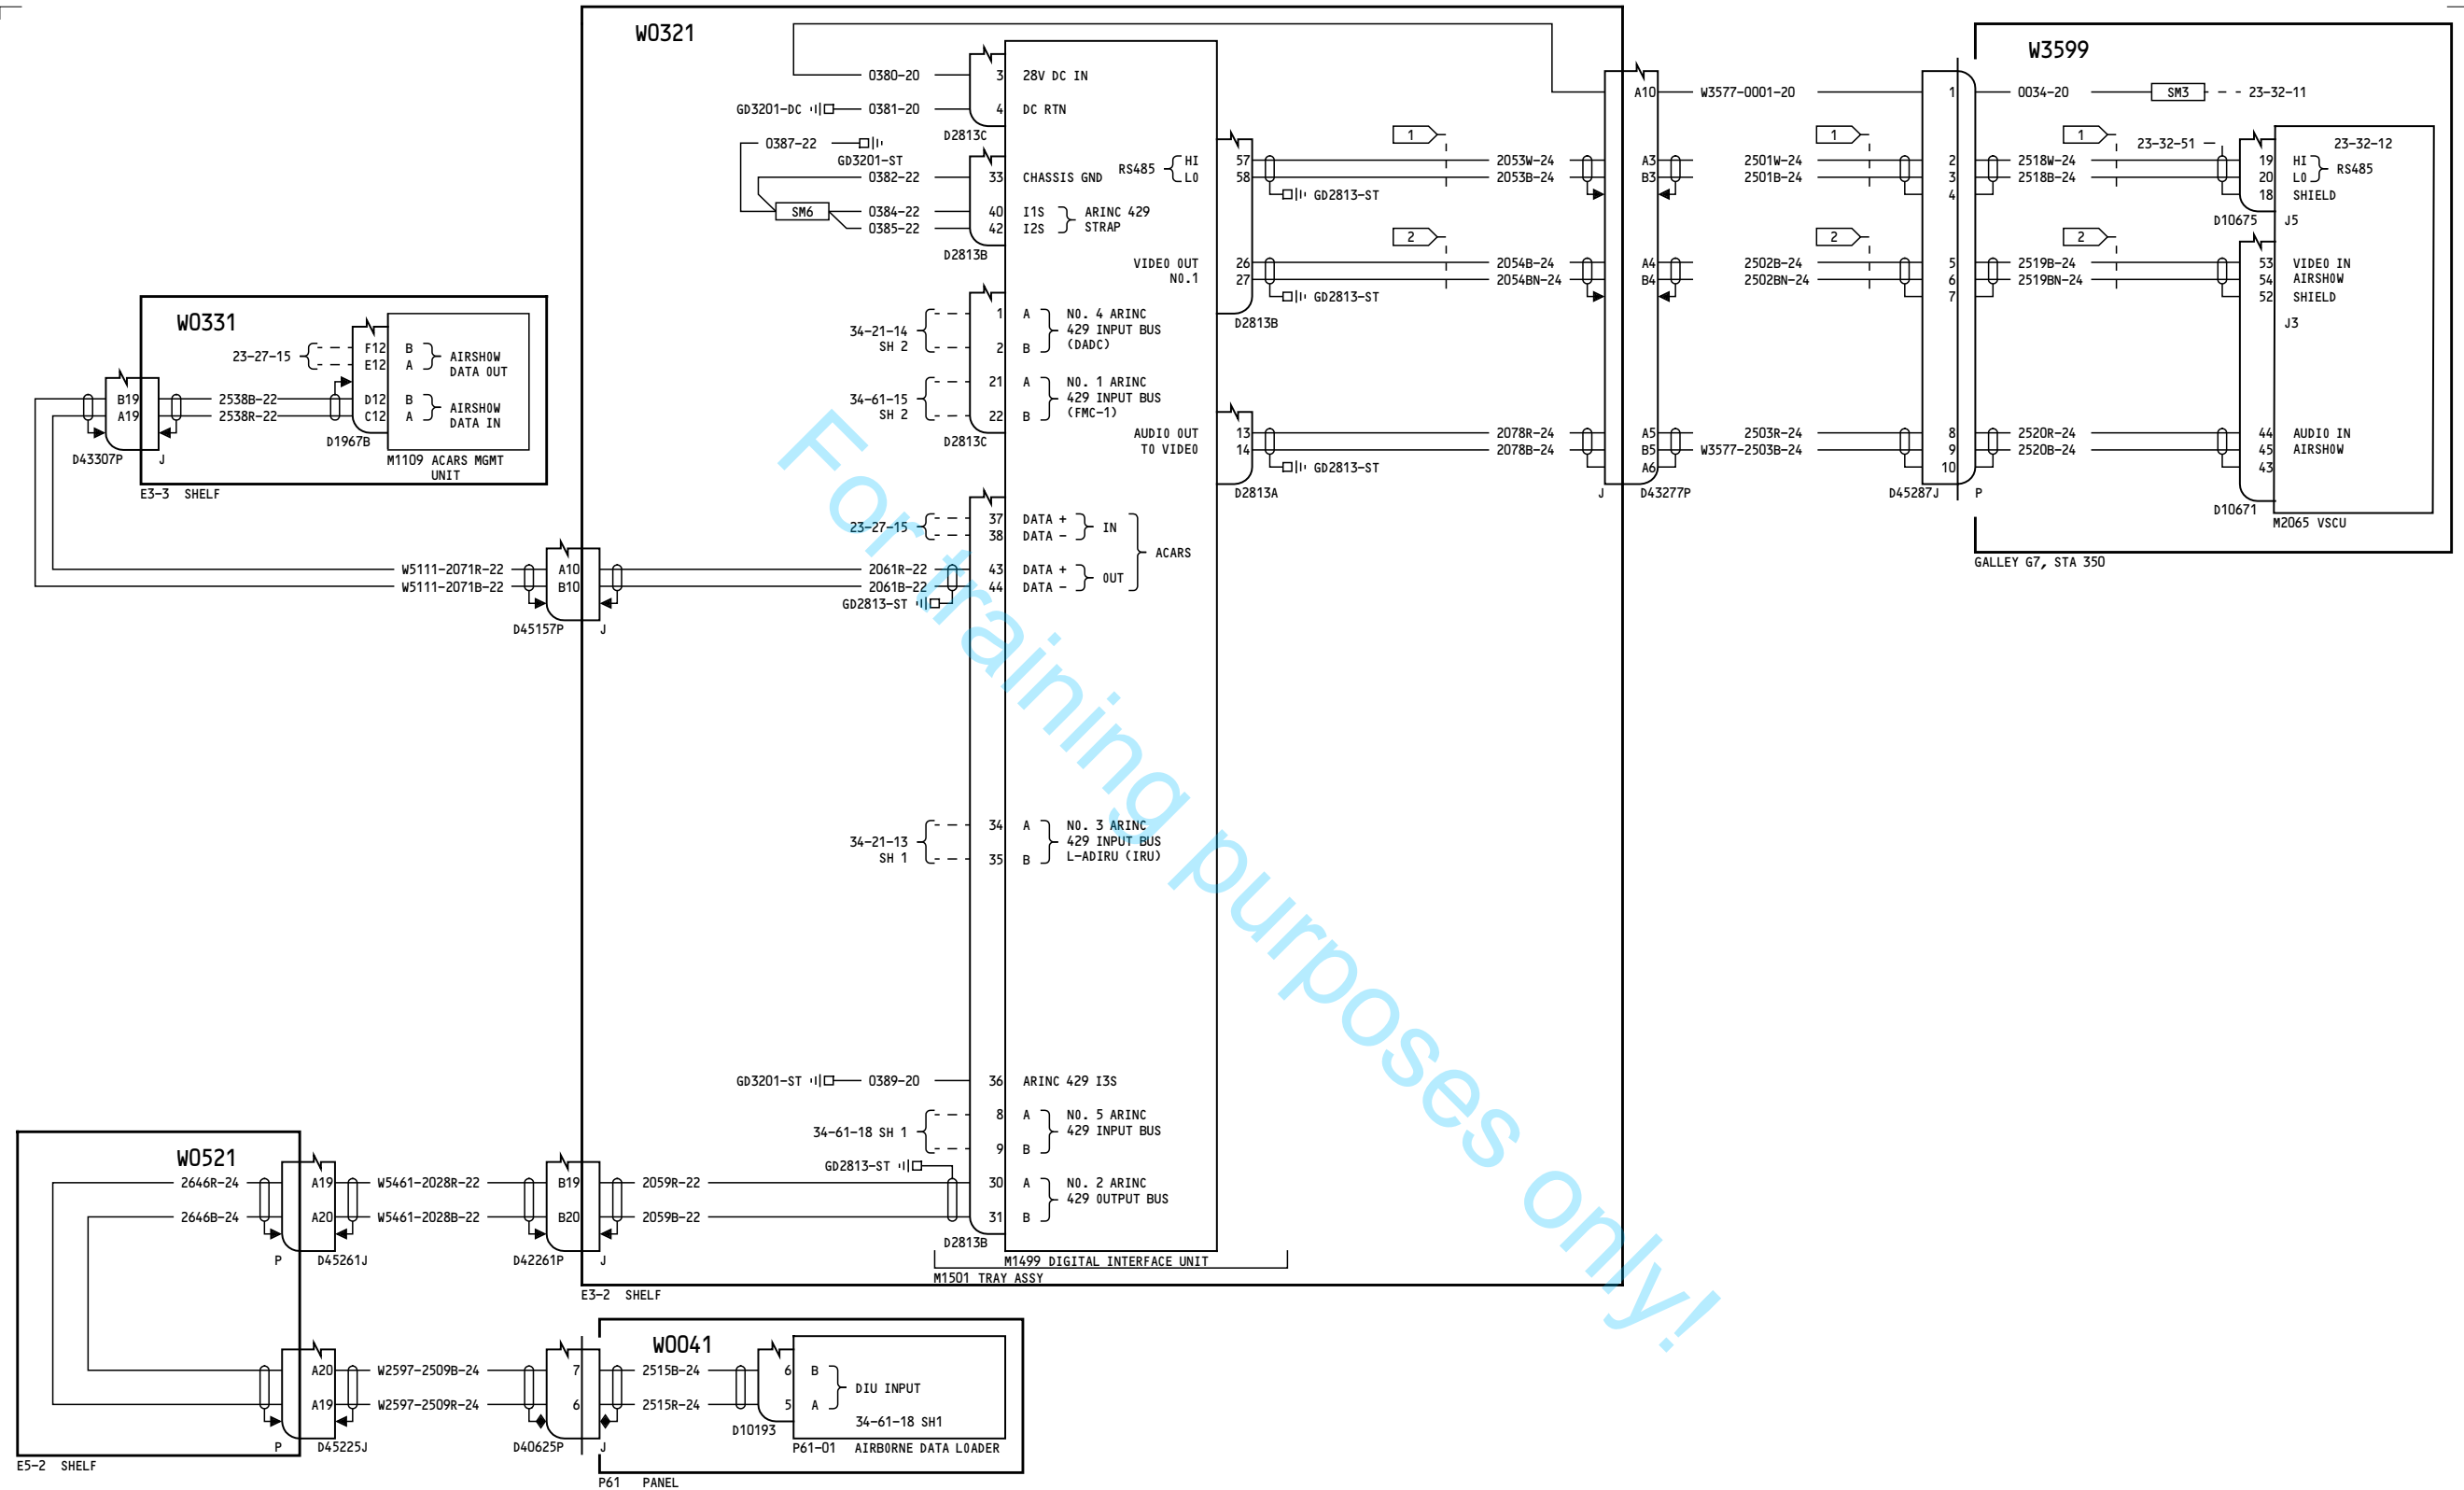 W0321
0380-20
3
28V DC IN
GD3201-DC
0381-20
4
DC RTN
D2813C
0387-22
GD3201-ST
0382-22
33
CHASSIS GND
SM6
0384-22
40
I1S
ARINC 429
STRAP
0385-22
42
I2S
D2813B
34-21-14
SH 2
1
A
NO. 4 ARINC
429 INPUT BUS
(DADC)
2
B
34-61-15
SH 2
21
A
NO. 1 ARINC
429 INPUT BUS
(FMC-1)
22
B
D2813C
23-27-15
37
DATA +
IN
38
DATA -
ACARS
2061R-22
43
DATA +
OUT
2061B-22
44
DATA -
GD2813-ST
34-21-13
SH 1
34
A
NO. 3 ARINC
429 INPUT BUS
L-ADIRU (IRU)
35
B
GD3201-ST
0389-20
36
ARINC 429 I3S
34-61-18 SH 1
8
A
NO. 5 ARINC
429 INPUT BUS
9
B
GD2813-ST
2059R-22
30
A
NO. 2 ARINC
429 OUTPUT BUS
2059B-22
31
B
D2813B
M1499 DIGITAL INTERFACE UNIT
M1501 TRAY ASSY
E3-2 SHELF
RS485
HI
57
LO
58
GD2813-ST
1
2053W-24
2053B-24
VIDEO OUT
NO.1
26
27
GD2813-ST
D2813B
2
2054B-24
2054BN-24
AUDIO OUT
TO VIDEO
13
14
GD2813-ST
D2813A
2078R-24
2078B-24
A10
A3
B3
A4
B4
A5
B5
A6
J
D43277P
W3577-0001-20
1
2501W-24
2501B-24
2
2502B-24
2502BN-24
2503R-24
W3577-2503B-24
1
2
3
4
5
6
7
8
9
10
D45287J
P
W3599
0034-20
SM3
23-32-11
1
2518W-24
2518B-24
23-32-51
19
HI
20
LO
RS485
18
SHIELD
23-32-12
D10675
J5
2
2519B-24
2519BN-24
53
VIDEO IN
54
AIRSHOW
52
SHIELD
J3
2520R-24
2520B-24
44
AUDIO IN
45
AIRSHOW
43
D10671
M2065 VSCU
GALLEY G7, STA 350
W0331
23-27-15
F12
B
E12
A
AIRSHOW
DATA OUT
B19
A19
2538B-22
2538R-22
D12
B
C12
A
AIRSHOW
DATA IN
D1967B
D43307P
J
M1109 ACARS MGMT
UNIT
E3-3 SHELF
W5111-2071R-22
W5111-2071B-22
A10
B10
D45157P
J
W0521
2646R-24
2646B-24
A19
A20
P
D45261J
W5461-2028R-22
W5461-2028B-22
B19
B20
D42261P
J
A20
A19
P
D45225J
E5-2 SHELF
W2597-2509B-24
W2597-2509R-24
7
6
D40625P
J
W0041
2515B-24
2515R-24
6
B
5
A
DIU INPUT
34-61-18 SH1
D10193
P61-01 AIRBORNE DATA LOADER
P61 PANEL
For training purposes only!